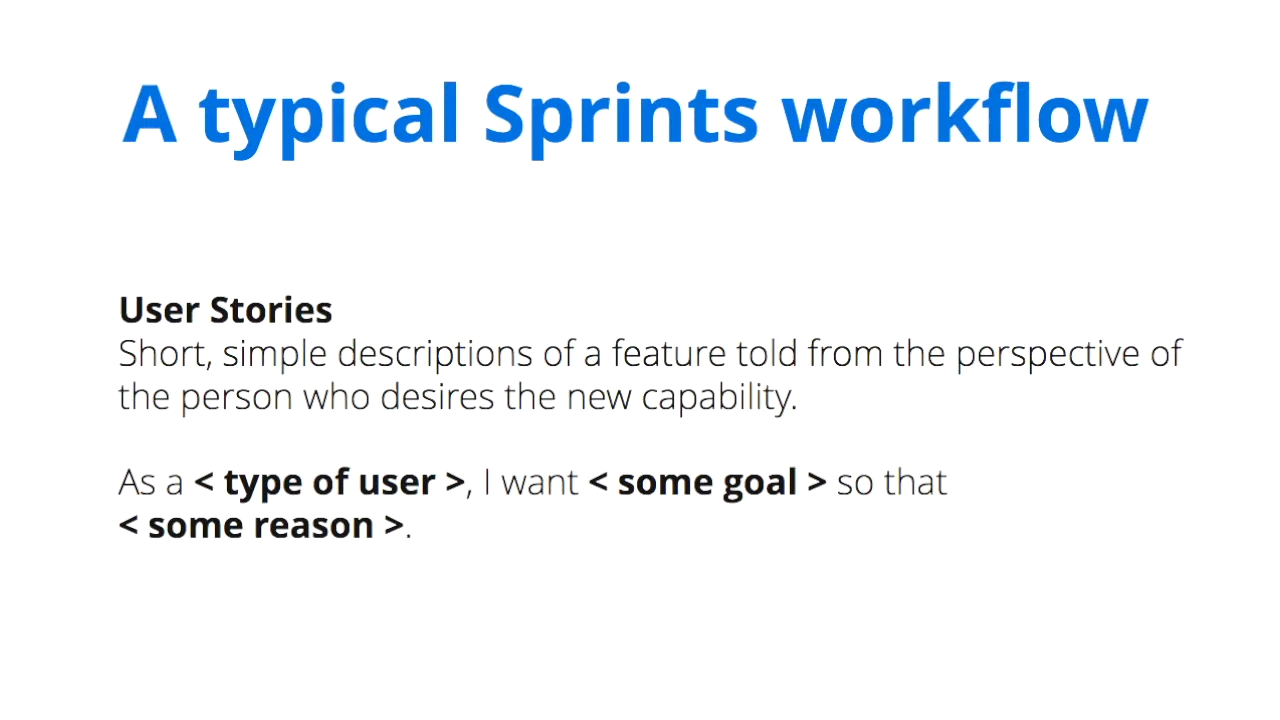 A typical Sprints workflow
User Stories
Short, simple descriptions of a feature told from the perspective of
the person who desires the new capability.
As a < type of user >, I want < some goal > so that
< some reason >.